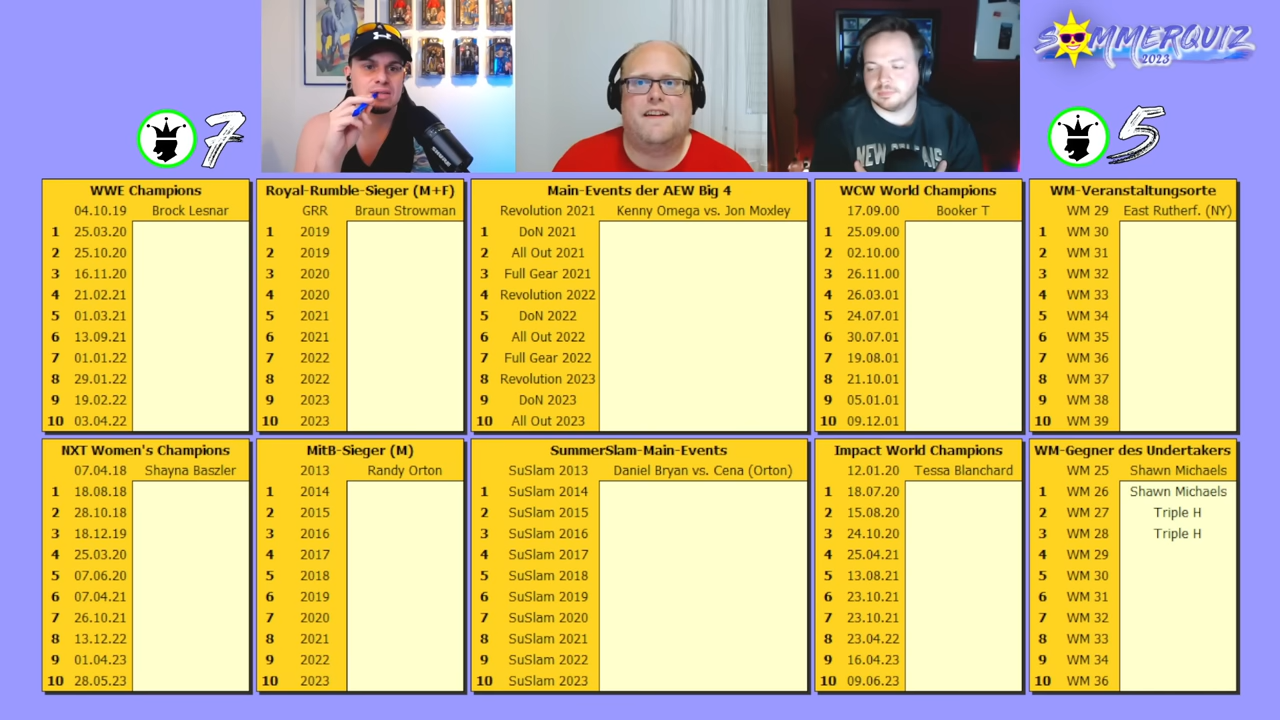 SOMMERQUIZ
2023
7
5
NEW ORLEANS
WWE Champions
04.10.19 Brock Lesnar
1 25.03.20
2 25.10.20
3 16.11.20
4 21.02.21
5 01.03.21
6 13.09.21
7 01.01.22
8 29.01.22
9 19.02.22
10 03.04.22
Royal-Rumble-Sieger (M+F)
GRR Braun Strowman
1 2019
2 2019
3 2020
4 2020
5 2021
6 2021
7 2022
8 2022
9 2023
10 2023
Main-Events der AEW Big 4
Revolution 2021 Kenny Omega vs. Jon Moxley
1 DoN 2021
2 All Out 2021
3 Full Gear 2021
4 Revolution 2022
5 DoN 2022
6 All Out 2022
7 Full Gear 2022
8 Revolution 2023
9 DoN 2023
10 All Out 2023
WCW World Champions
17.09.00 Booker T
1 25.09.00
2 02.10.00
3 26.11.00
4 26.03.01
5 24.07.01
6 30.07.01
7 19.08.01
8 21.10.01
9 05.01.01
10 09.12.01
WM-Veranstaltungsorte
WM 29 East Rutherf. (NY)
1 WM 30
2 WM 31
3 WM 32
4 WM 33
5 WM 34
6 WM 35
7 WM 36
8 WM 37
9 WM 38
10 WM 39
NXT Women's Champions
07.04.18 Shayna Baszler
1 18.08.18
2 28.10.18
3 18.12.19
4 25.03.20
5 07.06.20
6 07.04.21
7 26.10.21
8 13.12.22
9 01.04.23
10 28.05.23
MitB-Sieger (M)
2013 Randy Orton
1 2014
2 2015
3 2016
4 2017
5 2018
6 2019
7 2020
8 2021
9 2022
10 2023
SummerSlam-Main-Events
SuSlam 2013 Daniel Bryan vs. Cena (Orton)
1 SuSlam 2014
2 SuSlam 2015
3 SuSlam 2016
4 SuSlam 2017
5 SuSlam 2018
6 SuSlam 2019
7 SuSlam 2020
8 SuSlam 2021
9 SuSlam 2022
10 SuSlam 2023
Impact World Champions
12.01.20 Tessa Blanchard
1 18.07.20
2 15.08.20
3 24.10.20
4 25.04.21
5 13.08.21
6 23.10.21
7 23.10.21
8 23.04.22
9 16.04.23
10 09.06.23
WM-Gegner des Undertakers
WM 25 Shawn Michaels
1 WM 26 Shawn Michaels
2 WM 27 Triple H
3 WM 28 Triple H
4 WM 29
5 WM 30
6 WM 31
7 WM 32
8 WM 33
9 WM 34
10 WM 36